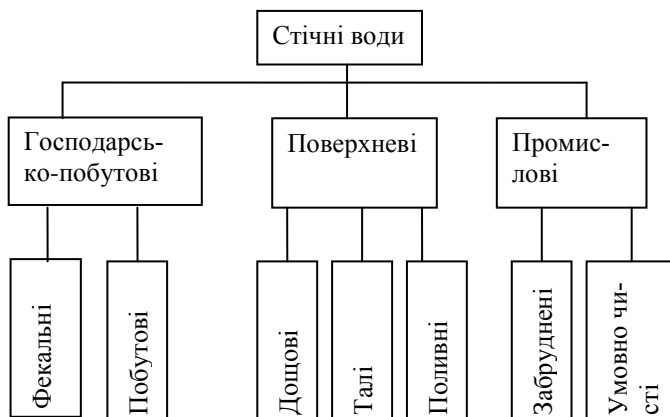 Стічні води
Господарсь-
ко-побутові
Поверхневі
Промис-
лові
Фекальні
Побутові
Дощові
Талі
Поливні
Забруднені
Умовно чи-
сті